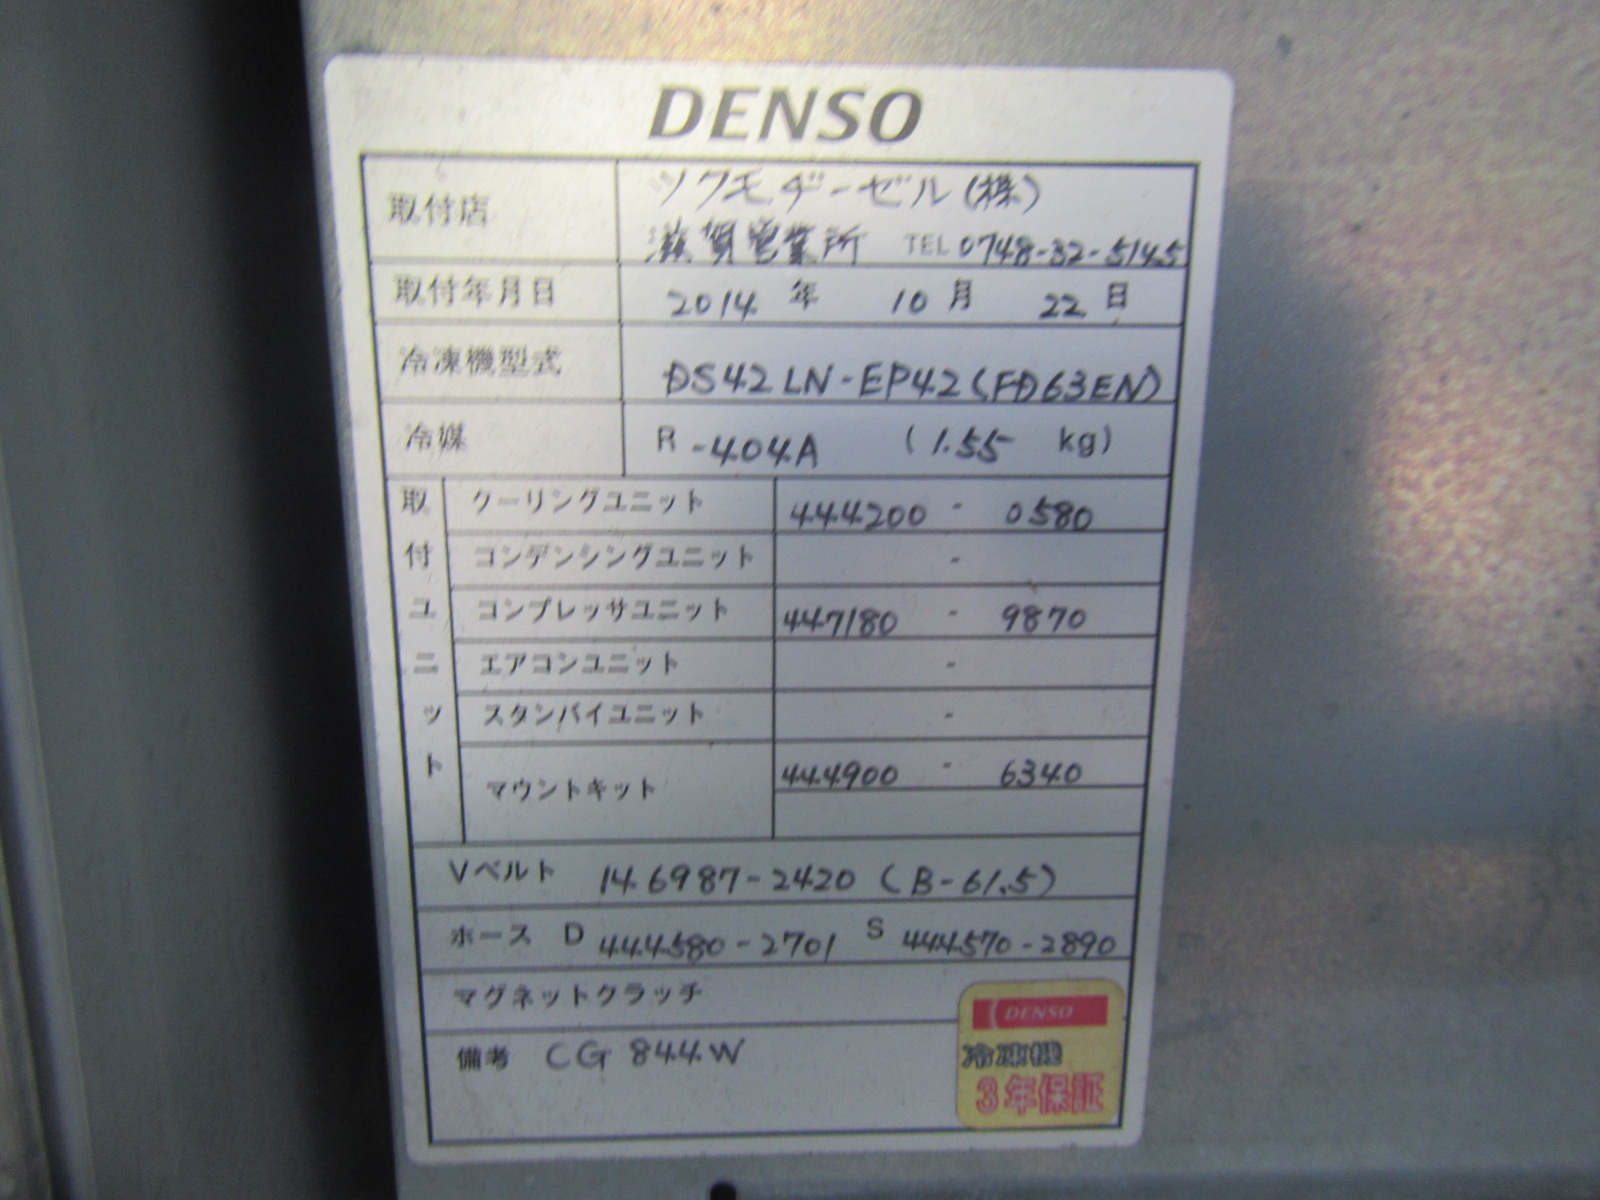 DENSO
取付店 ツクモヂーゼル(株)
滋賀営業所 TEL 0748-32-5145
取付年月日 2014 年 10 月 22 日
冷凍機型式 DS42LN-EP42(FD63EN)
冷媒 R -404A (1.55 kg)
取付ユニット
クーリングユニット 444200 - 0580
コンデンシングユニット -
コンプレッサユニット 447180 - 9870
エアコンユニット -
スタンバイユニット -
マウントキット 444900 - 6340
Vベルト 146987-2420 (B-61.5)
ホース D 444580-2701 S 444570-2890
マグネットクラッチ
備考 CG 844W
DENSO
冷凍機
3年保証